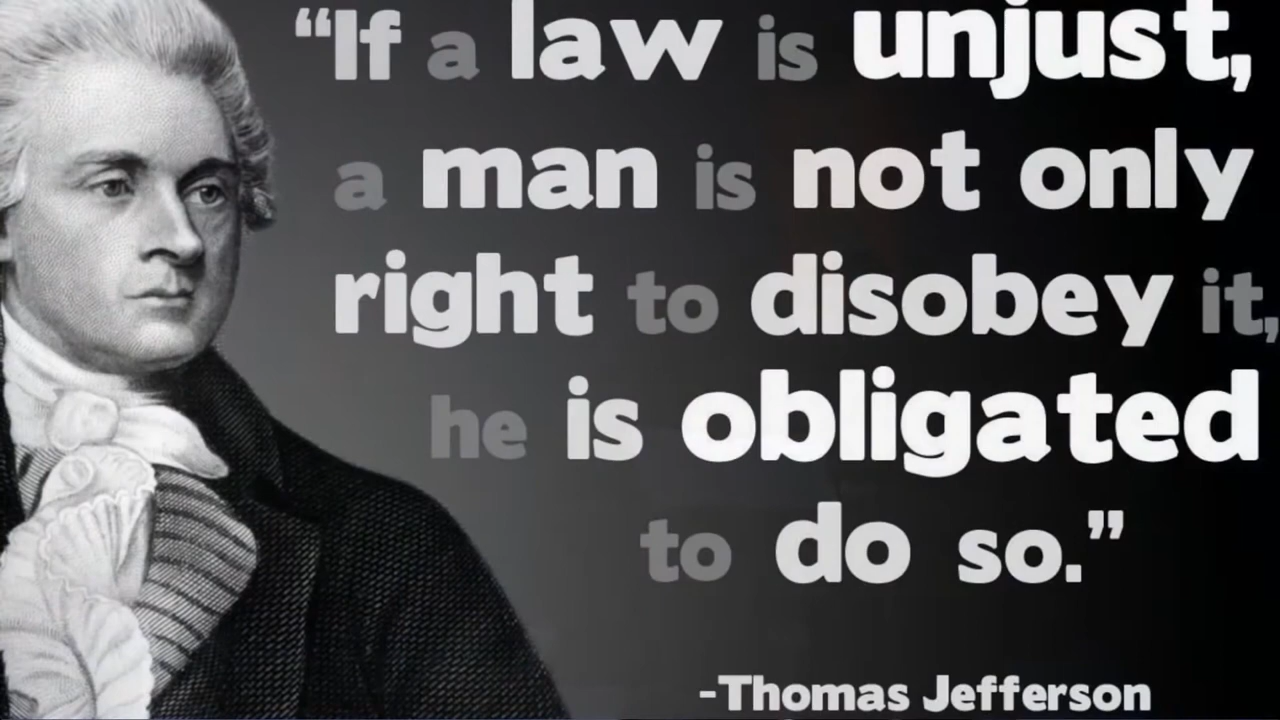 “If a law is unjust,
a man is not only
right to disobey it,
he is obligated
to do so.”
-Thomas Jefferson